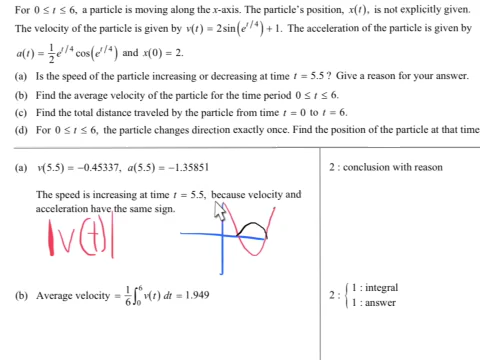 For 0 ≤ t ≤ 6, a particle is moving along the x-axis. The particle's position, x(t), is not explicitly given.
The velocity of the particle is given by v(t) = 2sin(e^{t/4}) + 1. The acceleration of the particle is given by
a(t) = 1/2 e^{t/4} cos(e^{t/4}) and x(0) = 2.
(a) Is the speed of the particle increasing or decreasing at time t = 5.5 ? Give a reason for your answer.
(b) Find the average velocity of the particle for the time period 0 ≤ t ≤ 6.
(c) Find the total distance traveled by the particle from time t = 0 to t = 6.
(d) For 0 ≤ t ≤ 6, the particle changes direction exactly once. Find the position of the particle at that time
(a) v(5.5) = −0.45337, a(5.5) = −1.35851
The speed is increasing at time t = 5.5, because velocity and
acceleration have the same sign.
|v(t)|
2 : conclusion with reason
(b) Average velocity = 1/6 ∫_0^6 v(t) dt = 1.949
2 : { 1 : integral
1 : answer